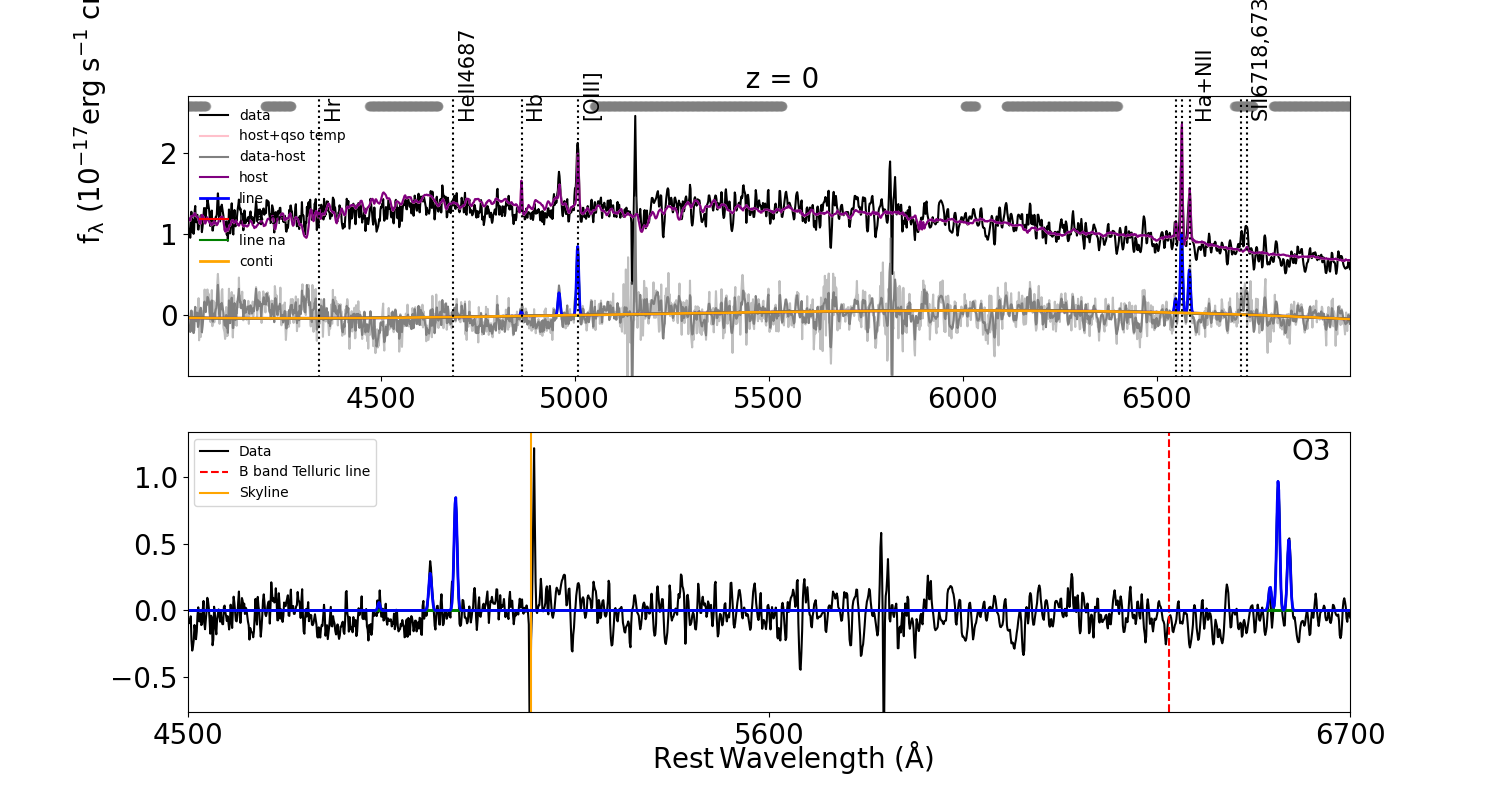 z = 0
f_λ (10^−17 erg s^−1 c
Hr
HeII4687
Hb
[OIII]
Ha+NII
SII6718,673
data
host+qso temp
data-host
host
line
line na
conti
2
1
0
4500
5000
5500
6000
6500
O3
Data
B band Telluric line
Skyline
1.0
0.5
0.0
−0.5
4500
5600
6700
Rest Wavelength (Å)